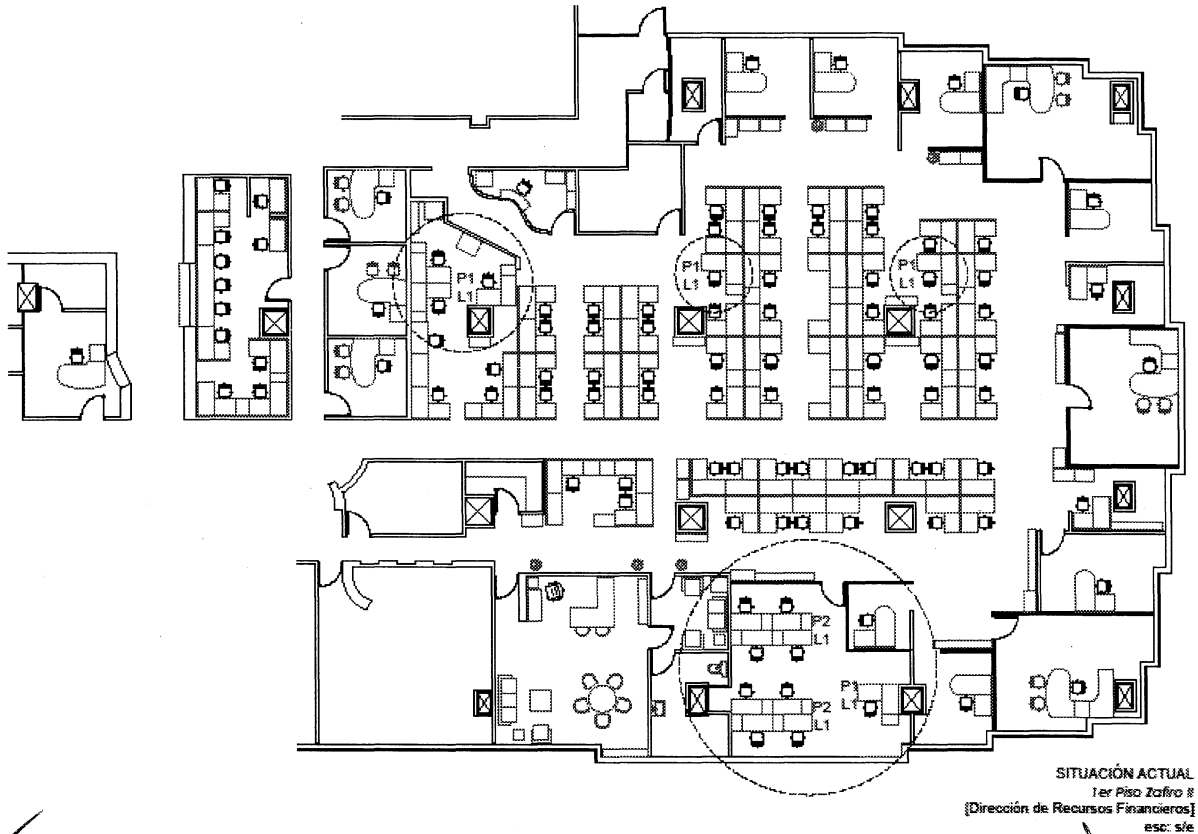 P1
L1
P1
L1
P1
L1
P2
L1
P1
L1
P2
L1
SITUACIÓN ACTUAL
1er Piso Zafiro II
[Dirección de Recursos Financieros]
esc: s/e